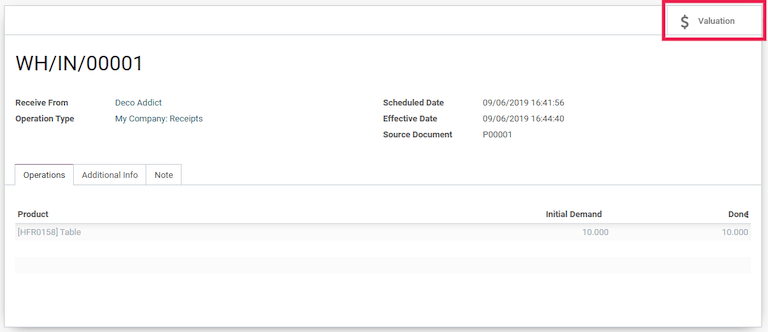 $ Valuation
WH/IN/00001
Receive From Deco Addict Scheduled Date 09/06/2019 16:41:56
Operation Type My Company: Receipts Effective Date 09/06/2019 16:44:40
Source Document P00001
Operations Additional Info Note
Product Initial Demand Done
[HFR0158] Table 10.000 10.000